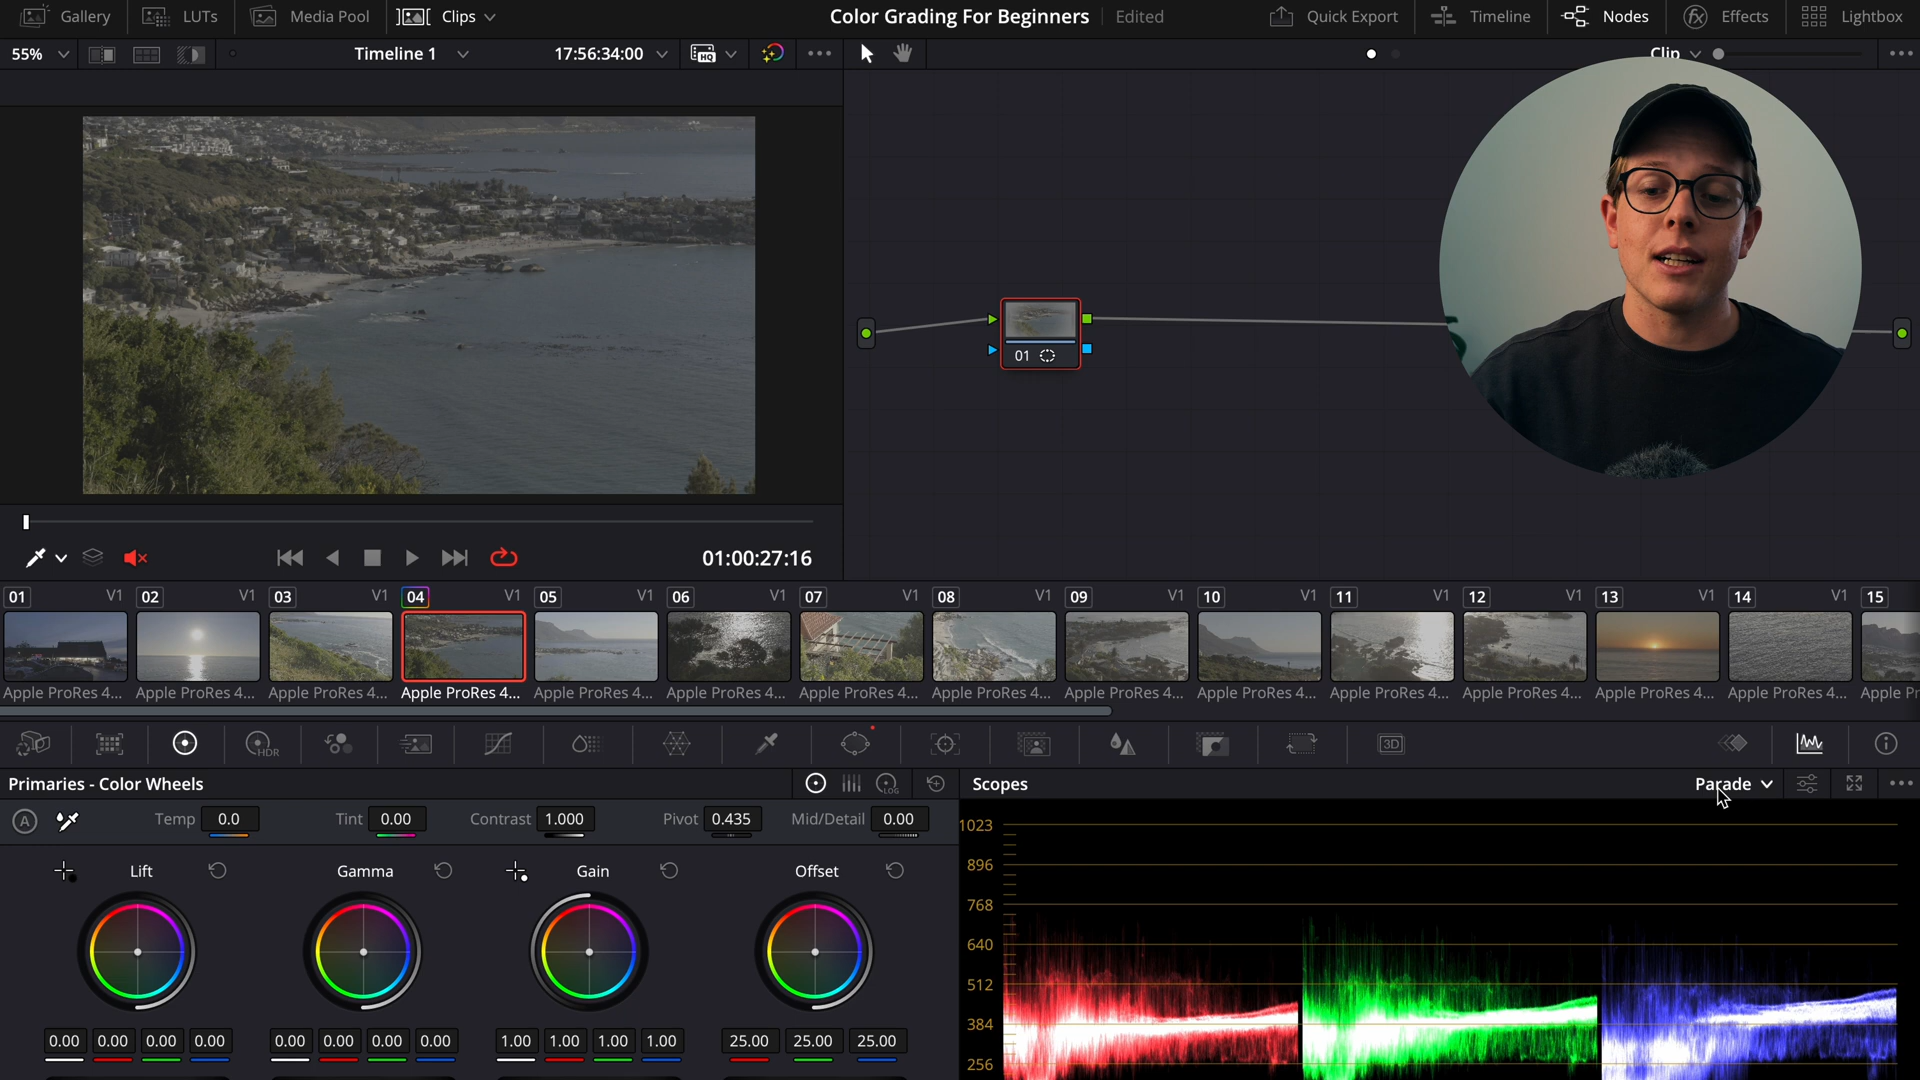 Gallery LUTs Media Pool Clips Color Grading For Beginners Edited Quick Export Timeline Nodes fx Effects Lightbox
55% Timeline 1 17:56:34:00 HQ Clip
01
01:00:27:16
01 V1 02 V1 03 V1 04 V1 05 V1 06 V1 07 V1 08 V1 09 V1 10 V1 11 V1 12 V1 13 V1 14 V1 15
Apple ProRes 4... Apple ProRes 4... Apple ProRes 4... Apple ProRes 4... Apple ProRes 4... Apple ProRes 4... Apple ProRes 4... Apple ProRes 4... Apple ProRes 4... Apple ProRes 4... Apple ProRes 4... Apple ProRes 4... Apple ProRes 4... Apple ProRes 4... Apple Pr
HDR 3D
Primaries - Color Wheels LOG Scopes Parade
A Temp 0.0 Tint 0.00 Contrast 1.000 Pivot 0.435 Mid/Detail 0.00
Lift Gamma Gain Offset
0.00 0.00 0.00 0.00 0.00 0.00 0.00 0.00 1.00 1.00 1.00 1.00 25.00 25.00 25.00
1023
896
768
640
512
384
256